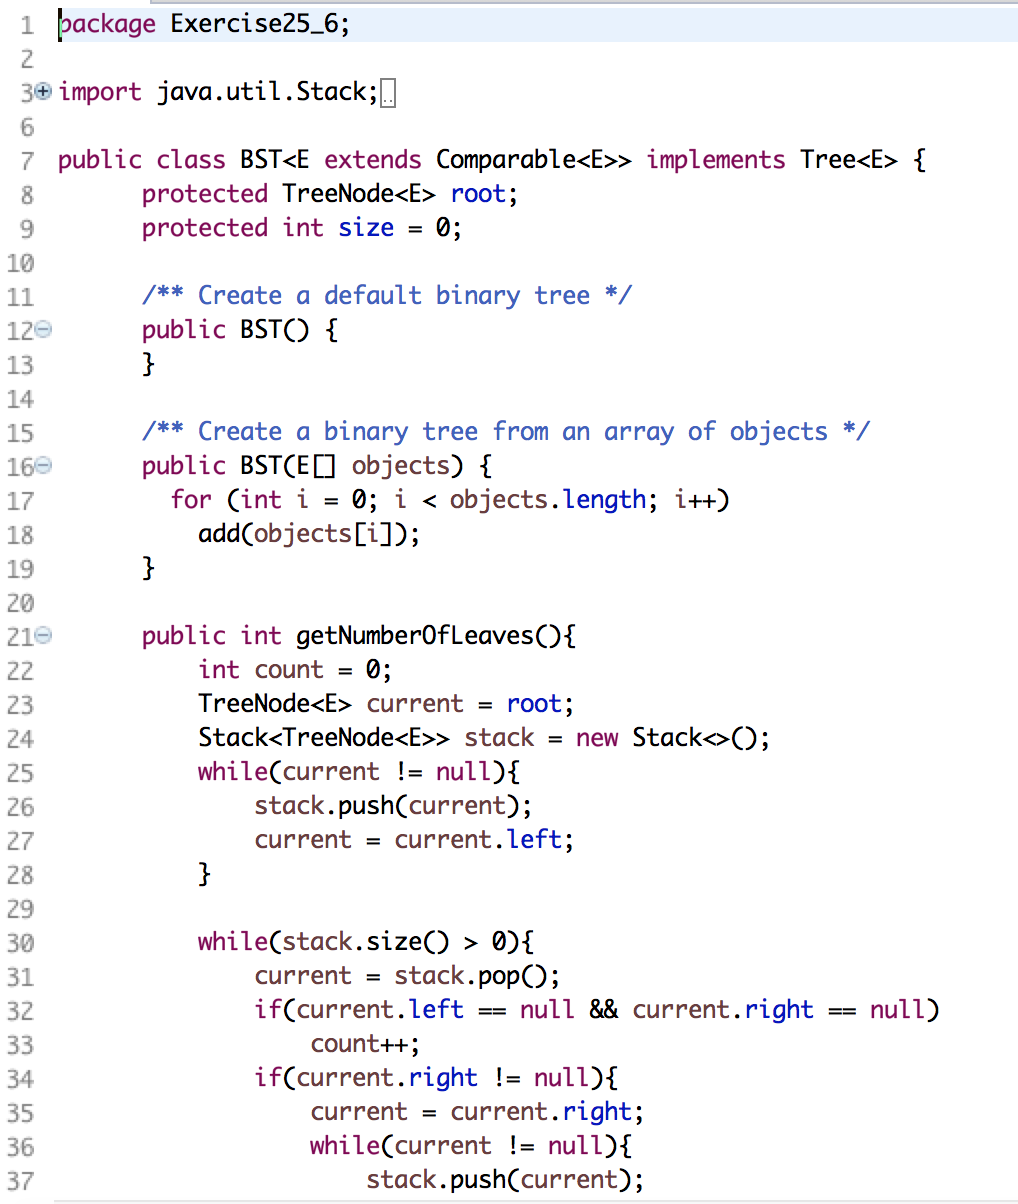 1 package Exercise25_6;
2
3 import java.util.Stack;
6
7 public class BST<E extends Comparable<E>> implements Tree<E> {
8 protected TreeNode<E> root;
9 protected int size = 0;
10
11 /** Create a default binary tree */
12 public BST() {
13 }
14
15 /** Create a binary tree from an array of objects */
16 public BST(E[] objects) {
17 for (int i = 0; i < objects.length; i++)
18 add(objects[i]);
19 }
20
21 public int getNumberOfLeaves(){
22 int count = 0;
23 TreeNode<E> current = root;
24 Stack<TreeNode<E>> stack = new Stack<>();
25 while(current != null){
26 stack.push(current);
27 current = current.left;
28 }
29
30 while(stack.size() > 0){
31 current = stack.pop();
32 if(current.left == null && current.right == null)
33 count++;
34 if(current.right != null){
35 current = current.right;
36 while(current != null){
37 stack.push(current);